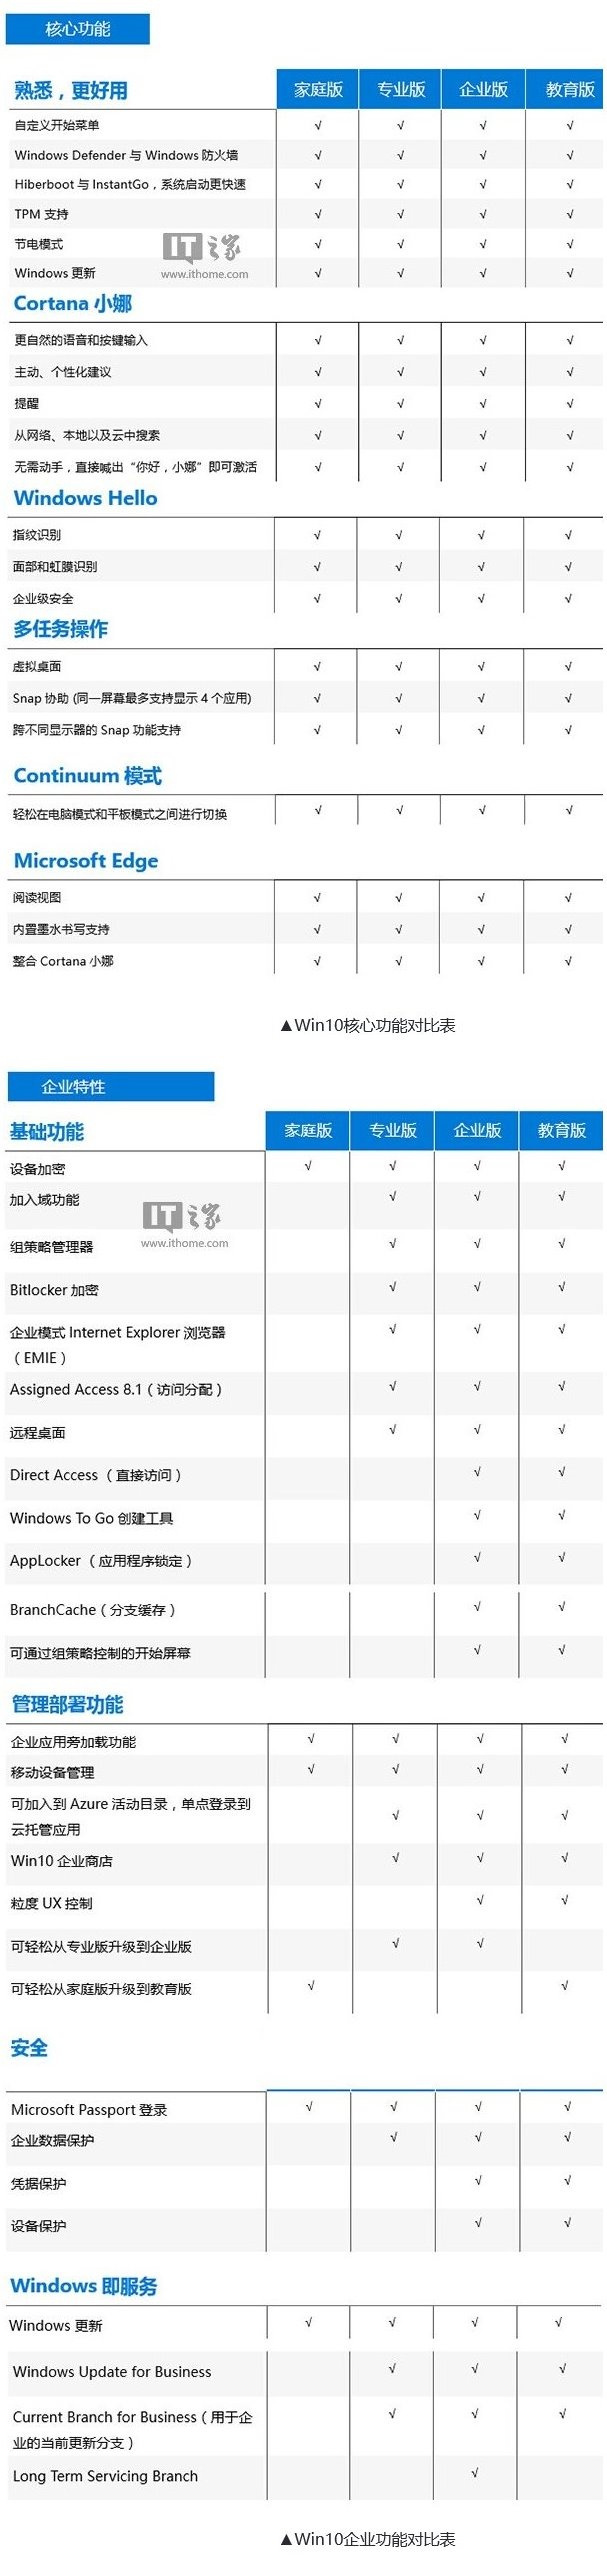 核心功能
熟悉，更好用 家庭版 专业版 企业版 教育版
自定义开始菜单 √ √ √ √
Windows Defender 与 Windows 防火墙 √ √ √ √
Hiberboot 与 InstantGo，系统启动更快速 √ √ √ √
TPM 支持 √ √ √ √
节电模式 √ √ √ √
IT之家
Windows 更新 √ √ √ √
www.ithome.com
Cortana 小娜
更自然的语音和按键输入 √ √ √ √
主动、个性化建议 √ √ √ √
提醒 √ √ √ √
从网络、本地以及云中搜索 √ √ √ √
无需动手，直接喊出“你好，小娜”即可激活 √ √ √ √
Windows Hello
指纹识别 √ √ √ √
面部和虹膜识别 √ √ √ √
企业级安全 √ √ √ √
多任务操作
虚拟桌面 √ √ √ √
Snap 协助 (同一屏幕最多支持显示 4 个应用) √ √ √ √
跨不同显示器的 Snap 功能支持 √ √ √ √
Continuum 模式
轻松在电脑模式和平板模式之间进行切换 √ √ √ √
Microsoft Edge
阅读视图 √ √ √ √
内置墨水书写支持 √ √ √ √
整合 Cortana 小娜 √ √ √ √
▲Win10核心功能对比表
企业特性
基础功能 家庭版 专业版 企业版 教育版
设备加密 √ √ √ √
加入域功能 √ √ √
IT之家
www.ithome.com
组策略管理器 √ √ √
Bitlocker 加密 √ √ √
企业模式 Internet Explorer 浏览器 √ √ √
（EMIE）
Assigned Access 8.1（访问分配） √ √ √
远程桌面 √ √ √
Direct Access （直接访问） √ √
Windows To Go 创建工具 √ √
AppLocker （应用程序锁定） √ √
BranchCache（分支缓存） √ √
可通过组策略控制的开始屏幕 √ √
管理部署功能
企业应用旁加载功能 √ √ √ √
移动设备管理 √ √ √ √
可加入到 Azure 活动目录，单点登录到 √ √ √
云托管应用
Win10 企业商店 √ √ √
粒度 UX 控制 √ √
可轻松从专业版升级到企业版 √ √
可轻松从家庭版升级到教育版 √ √
安全
Microsoft Passport 登录 √ √ √ √
企业数据保护 √ √ √
凭据保护 √ √
设备保护 √ √
Windows 即服务
Windows 更新 √ √ √ √
Windows Update for Business √ √ √
Current Branch for Business（用于企 √ √ √
业的当前更新分支）
Long Term Servicing Branch √
▲Win10企业功能对比表